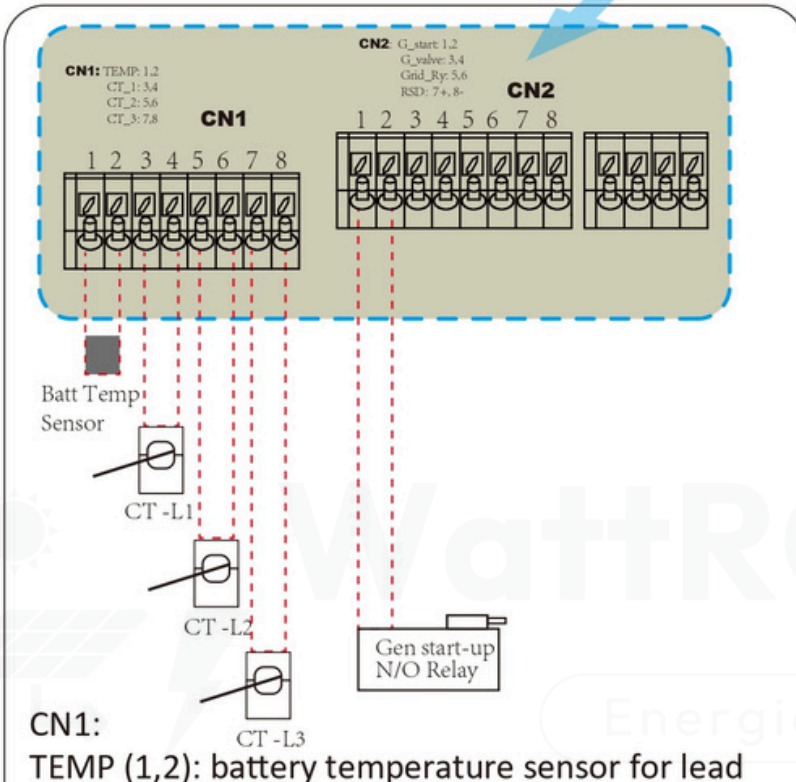 CN1: TEMP: 1,2
CT_1: 3,4
CT_2: 5,6
CT_3: 7,8
CN1
1 2 3 4 5 6 7 8
CN2: G_start: 1,2
G_valve: 3,4
Grid_Ry: 5,6
RSD: 7+, 8-
CN2
1 2 3 4 5 6 7 8
Batt Temp
Sensor
CT -L1
CT -L2
CT -L3
Gen start-up
N/O Relay
WattR
Energi
CN1:
TEMP (1,2): battery temperature sensor for lead